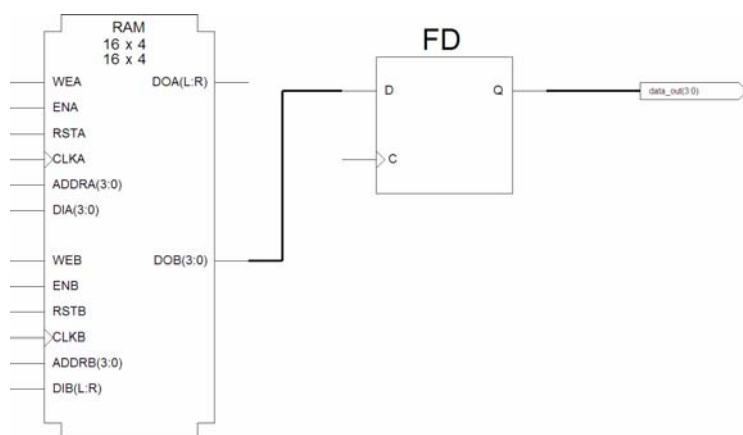 RAM
16 x 4
16 x 4
WEA
DOA(L:R)
ENA
RSTA
CLKA
ADDRA(3:0)
DIA(3:0)
WEB
DOB(3:0)
ENB
RSTB
CLKB
ADDRB(3:0)
DIB(L:R)
FD
D
Q
C
data_out(3:0)